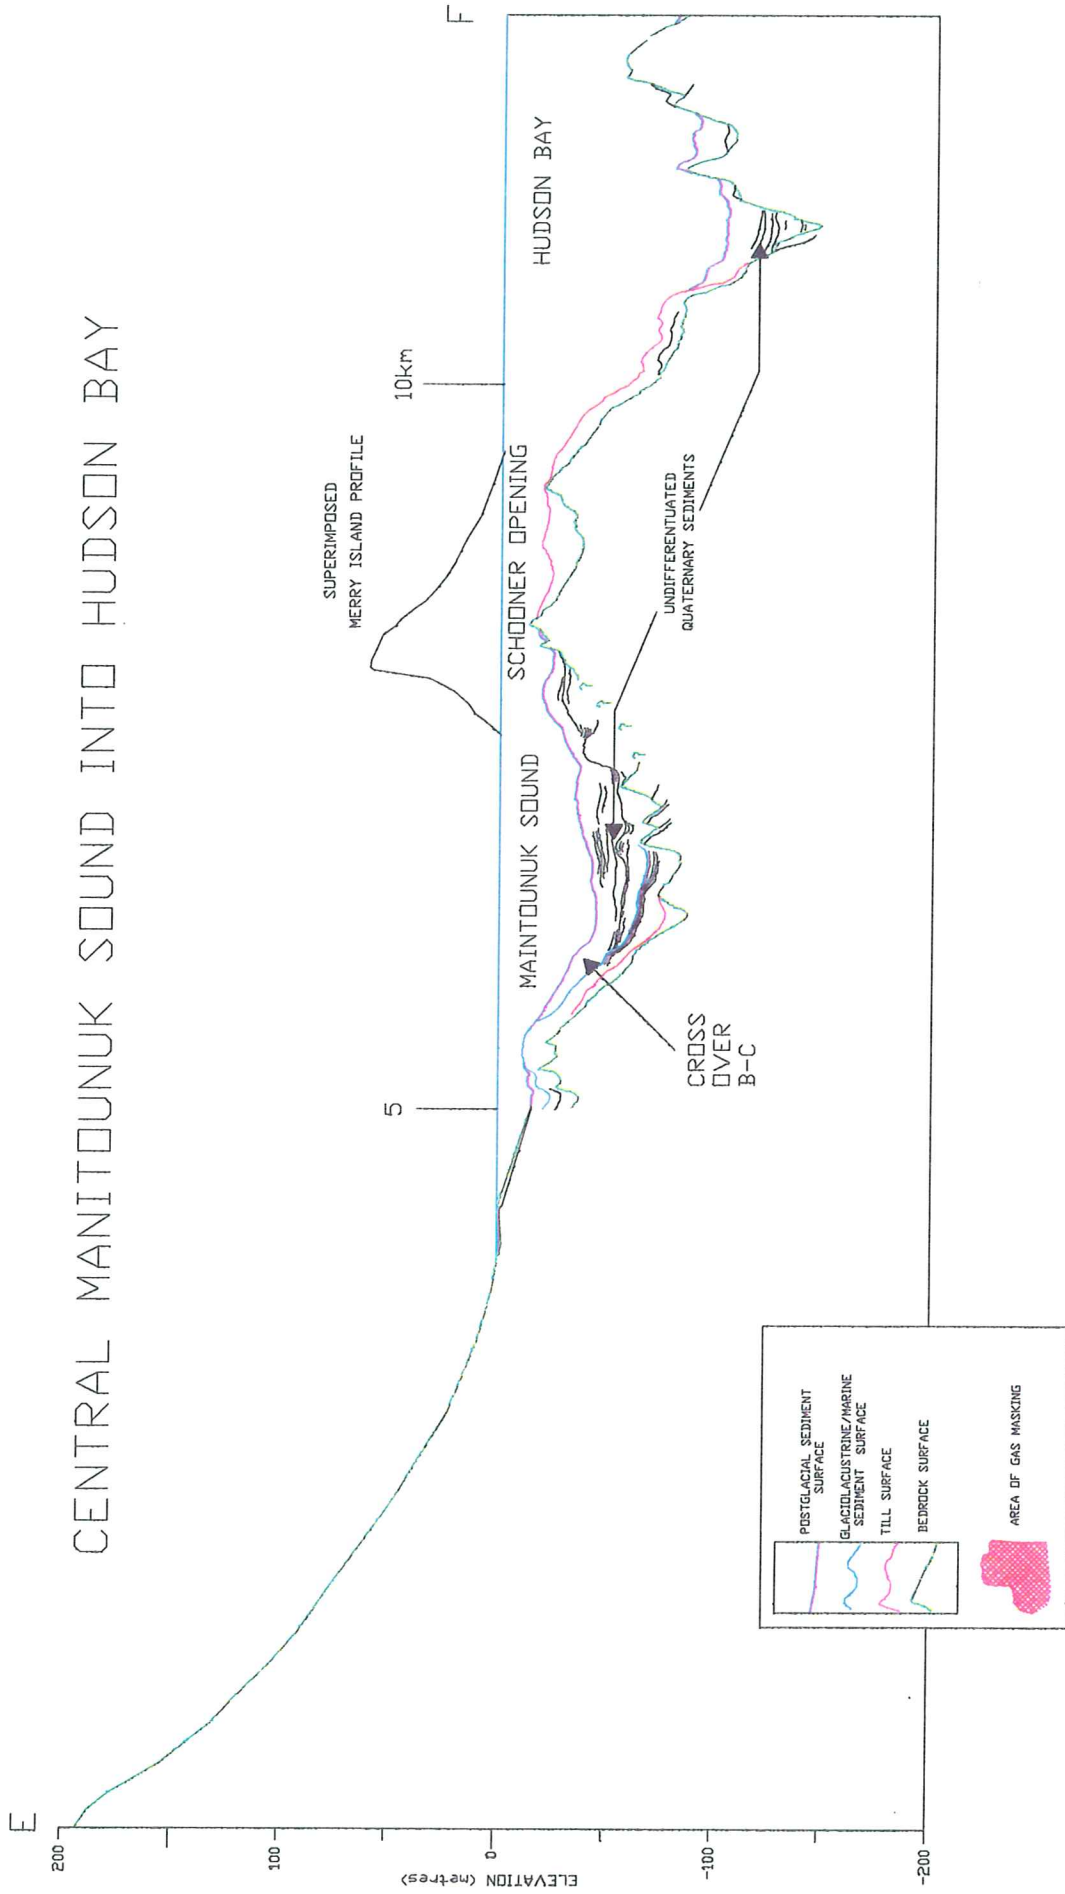 CENTRAL MANITOUNUK SOUND INTO HUDSON BAY
E
F
SUPERIMPOSED
MERRY ISLAND PROFILE
5
10km
MAINTOUNUK SOUND
SCHOONER OPENING
HUDSON BAY
CROSS
OVER
B-C
UNDIFFERENTUATED
QUATERNARY SEDIMENTS
200
100
0
-100
-200
ELEVATION (metres)
POSTGLACIAL SEDIMENT
SURFACE
GLACIOLACUSTRINE/MARINE
SEDIMENT SURFACE
TILL SURFACE
BEDROCK SURFACE
AREA OF GAS MASKING
?
?
?
?